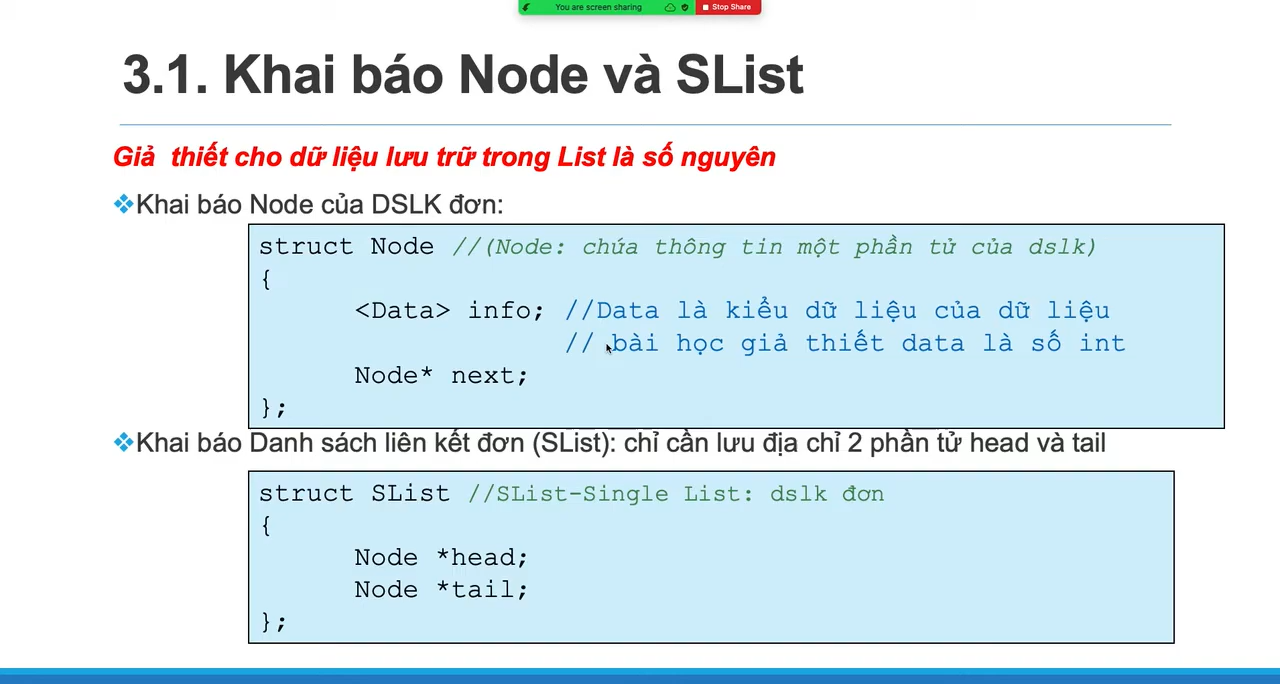 You are screen sharing Stop Share
3.1. Khai báo Node và SList
Giả thiết cho dữ liệu lưu trữ trong List là số nguyên
❖Khai báo Node của DSLK đơn:
struct Node //(Node: chứa thông tin một phần tử của dslk)
{
<Data> info; //Data là kiểu dữ liệu của dữ liệu
// bài học giả thiết data là số int
Node* next;
};
❖Khai báo Danh sách liên kết đơn (SList): chỉ cần lưu địa chỉ 2 phần tử head và tail
struct SList //SList-Single List: dslk đơn
{
Node *head;
Node *tail;
};